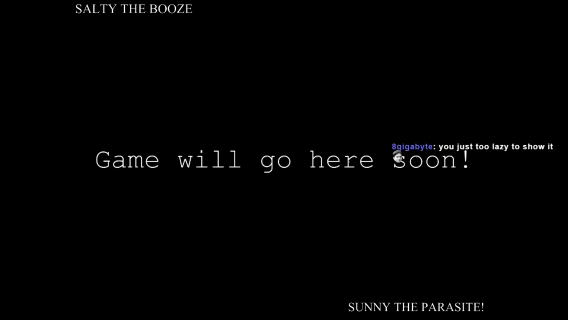 SALTY THE BOOZE
8gigabyte: you just too lazy to show it
Game will go here soon!
SUNNY THE PARASITE!